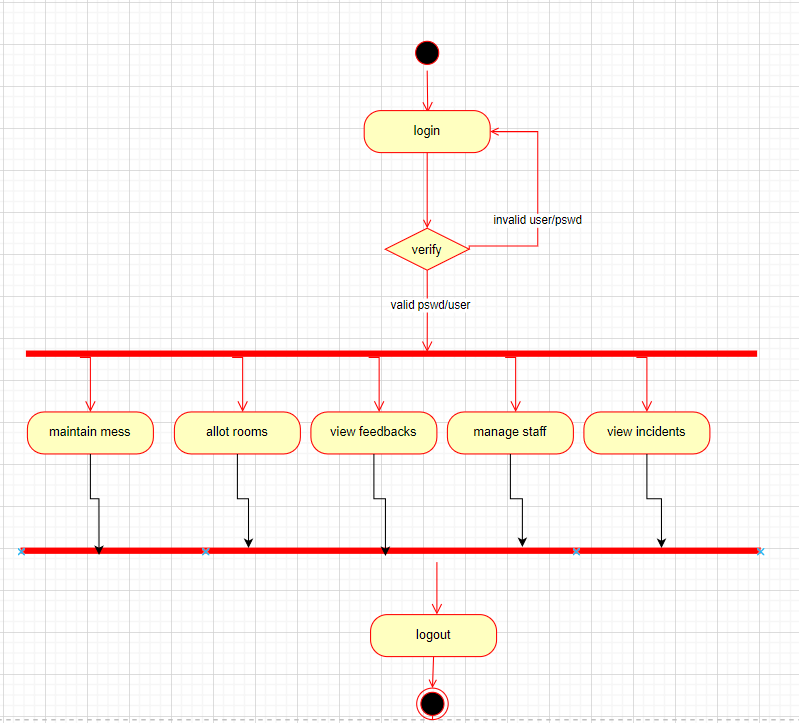 login
invalid user/pswd
verify
valid pswd/user
maintain mess
allot rooms
view feedbacks
manage staff
view incidents
logout